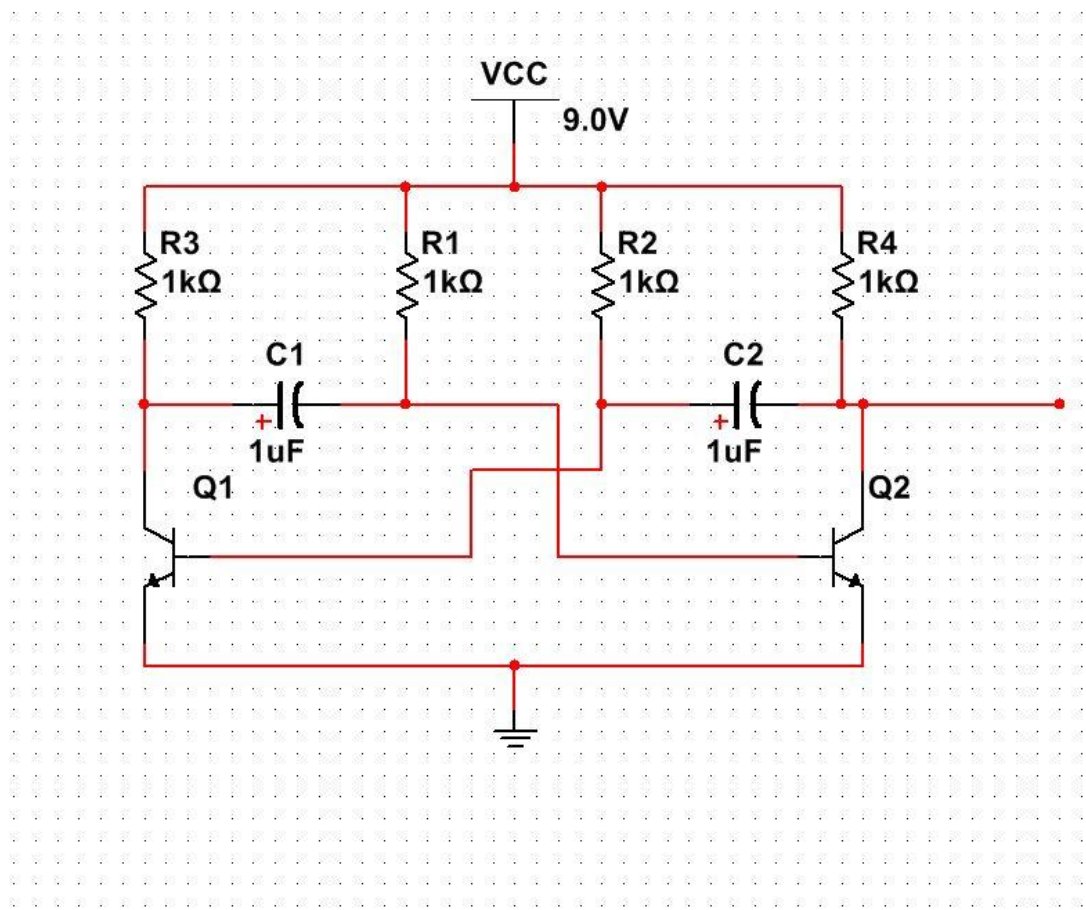 VCC
9.0V
R3
1kΩ
R1
1kΩ
R2
1kΩ
R4
1kΩ
C1
+
1uF
C2
+
1uF
Q1
Q2